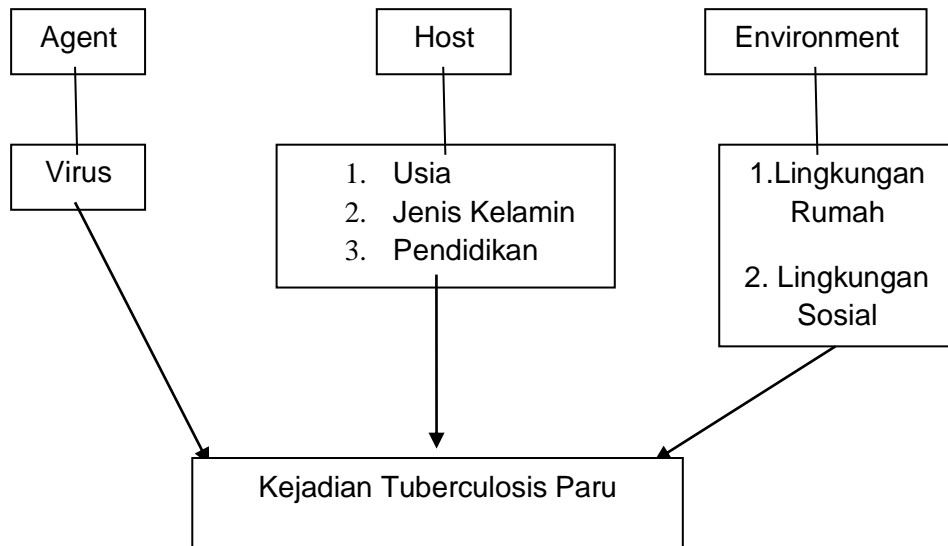 Agent
Host
Environment
Virus
1. Usia
2. Jenis Kelamin
3. Pendidikan
1.Lingkungan
Rumah
2. Lingkungan
Sosial
Kejadian Tuberculosis Paru